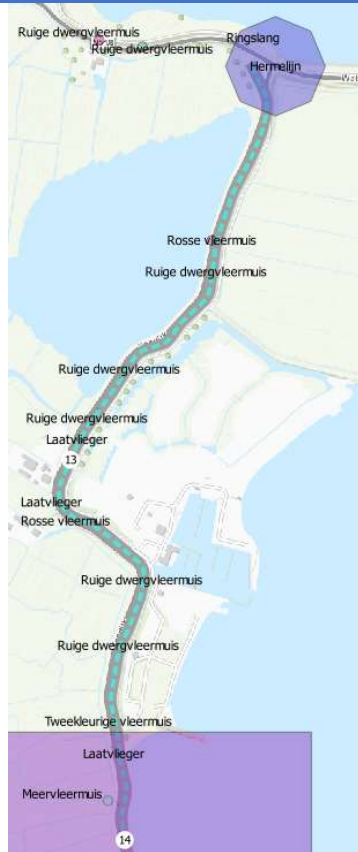 Ruige dwergvleermuis
Ringslang
Ruige dwergvleermuis
Hermelijn
Rosse vleermuis
Ruige dwergvleermuis
Ruige dwergvleermuis
Ruige dwergvleermuis
Laatvlieger
13
Laatvlieger
Rosse vleermuis
Ruige dwergvleermuis
Ruige dwergvleermuis
Tweekleurige vleermuis
Laatvlieger
Meervleermuis
14